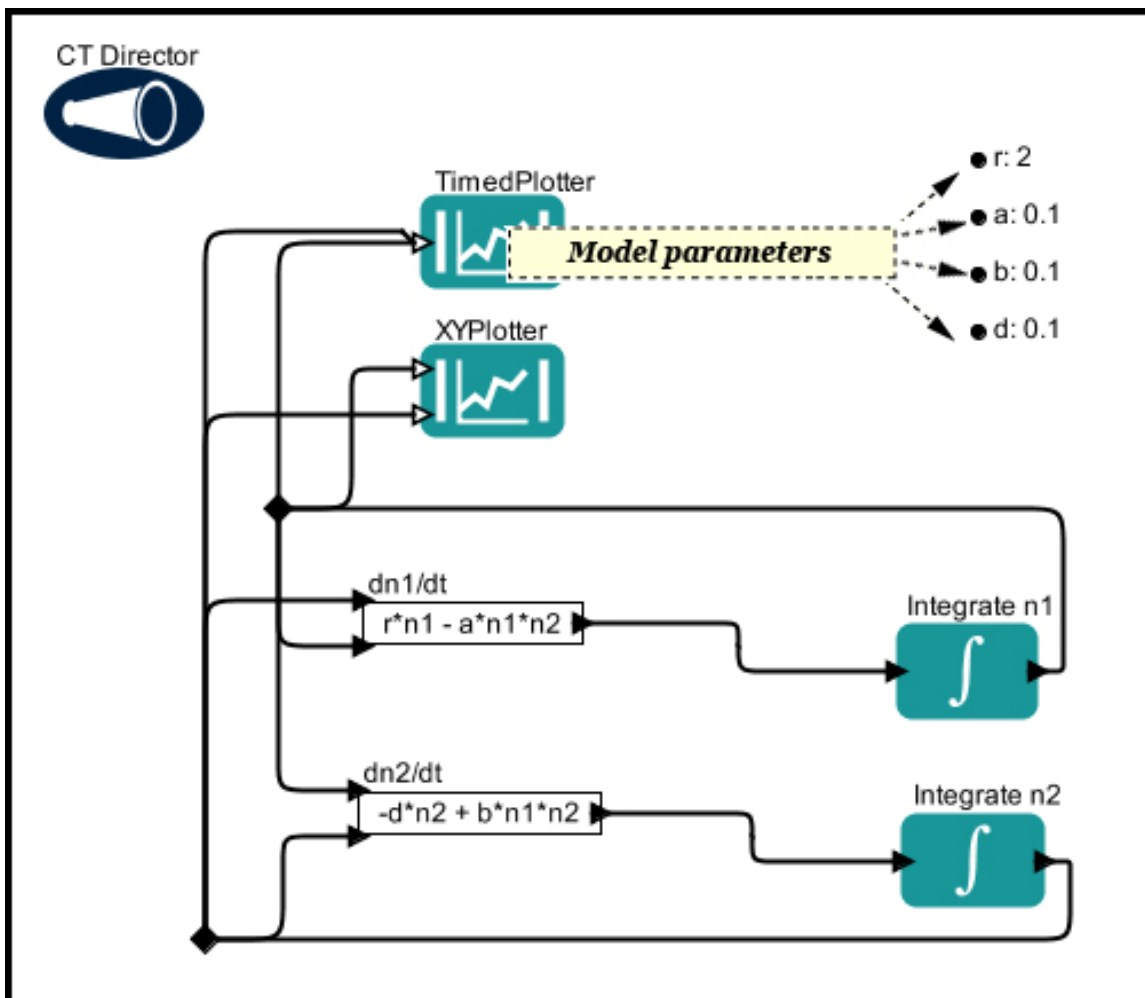 CT Director
TimedPlotter
Model parameters
r: 2
a: 0.1
b: 0.1
d: 0.1
XYPlotter
dn1/dt
r*n1 - a*n1*n2
Integrate n1
∫
dn2/dt
-d*n2 + b*n1*n2
Integrate n2
∫